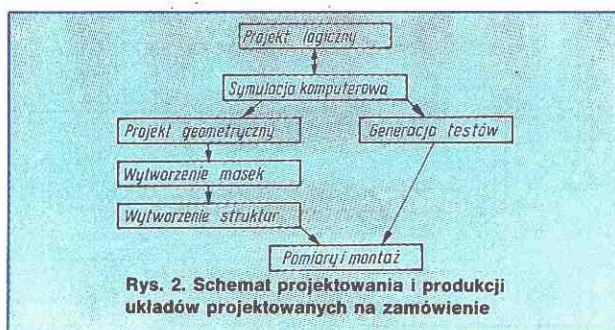 Projekt logiczny
Symulacja komputerowa
Projekt geometryczny
Generacja testów
Wytworzenie masek
Wytworzenie struktur
Pomiary i montaż
Rys. 2. Schemat projektowania i produkcji
układów projektowanych na zamówienie